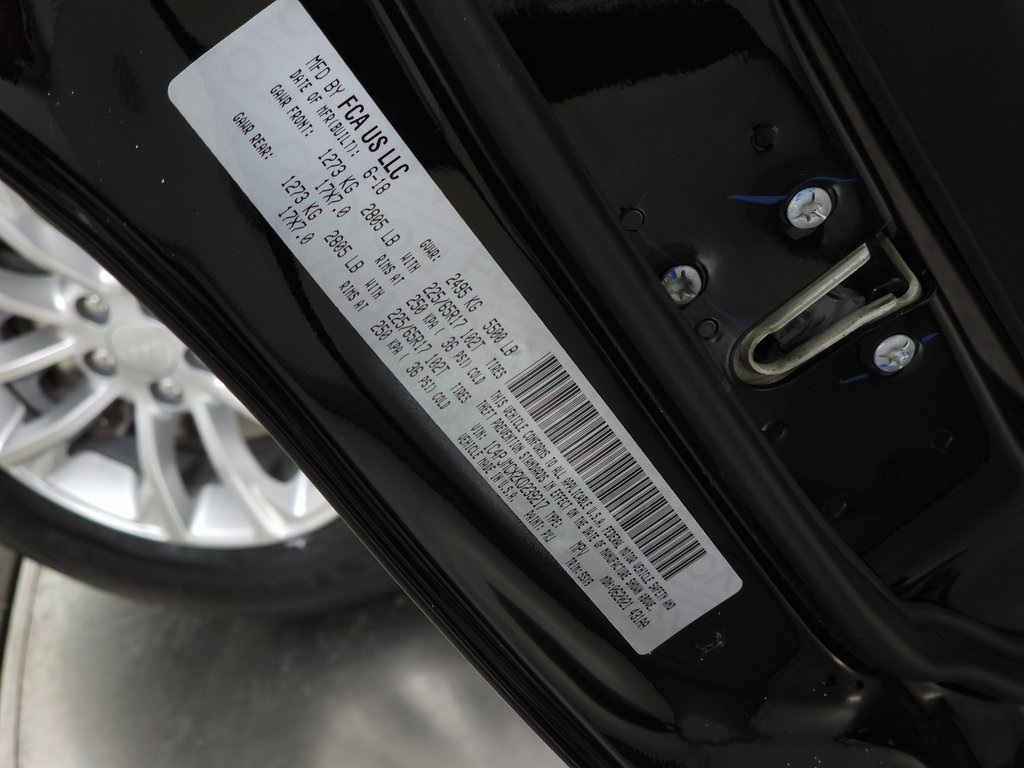 MFD BY FCA US LLC
DATE OF MFR(BUILT): 6-18 GVWR: 2495 KG 5500 LB
GAWR FRONT: 1273 KG 2805 LB WITH 225/65R17 102T TIRES
17X7.0 RIMS AT 250 KPA / 36 PSI COLD
GAWR REAR: 1273 KG 2805 LB WITH 225/65R17 102T TIRES
17X7.0 RIMS AT 250 KPA / 36 PSI COLD
THIS VEHICLE CONFORMS TO ALL APPLICABLE U.S.A. FEDERAL MOTOR VEHICLE SAFETY AND
THEFT PREVENTION STANDARDS IN EFFECT ON THE DATE OF MANUFACTURE SHOWN ABOVE.
VIN: TYPE: MPV
VEHICLE MADE IN U.S.A. PAINT: TRIM: